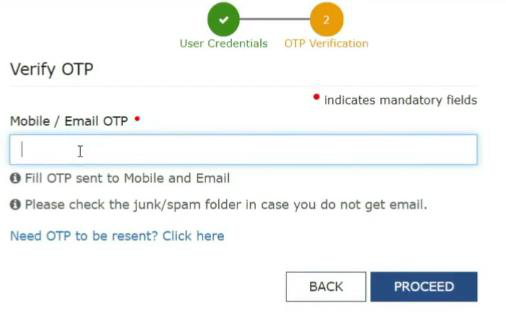 2
User Credentials OTP Verification
Verify OTP
• indicates mandatory fields
Mobile / Email OTP •
Fill OTP sent to Mobile and Email
Please check the junk/spam folder in case you do not get email.
Need OTP to be resent? Click here
BACK PROCEED